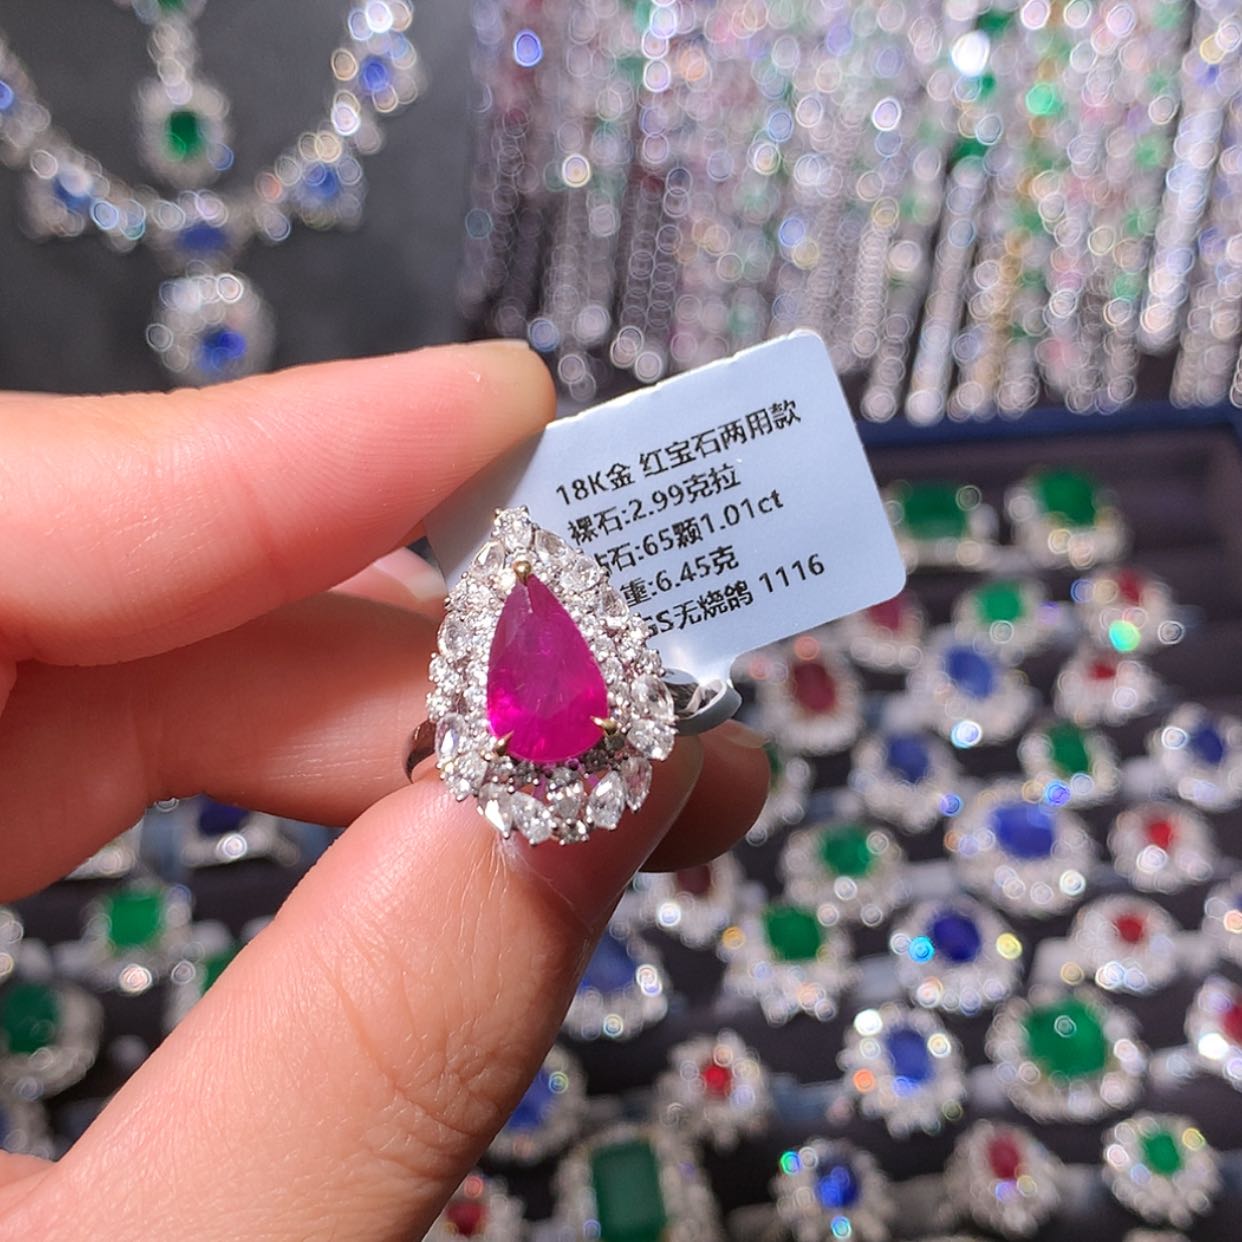 18K金 红宝石两用款
裸石:2.99克拉
石:65颗1.01ct
重:6.45克
GS无烧鸽 1116